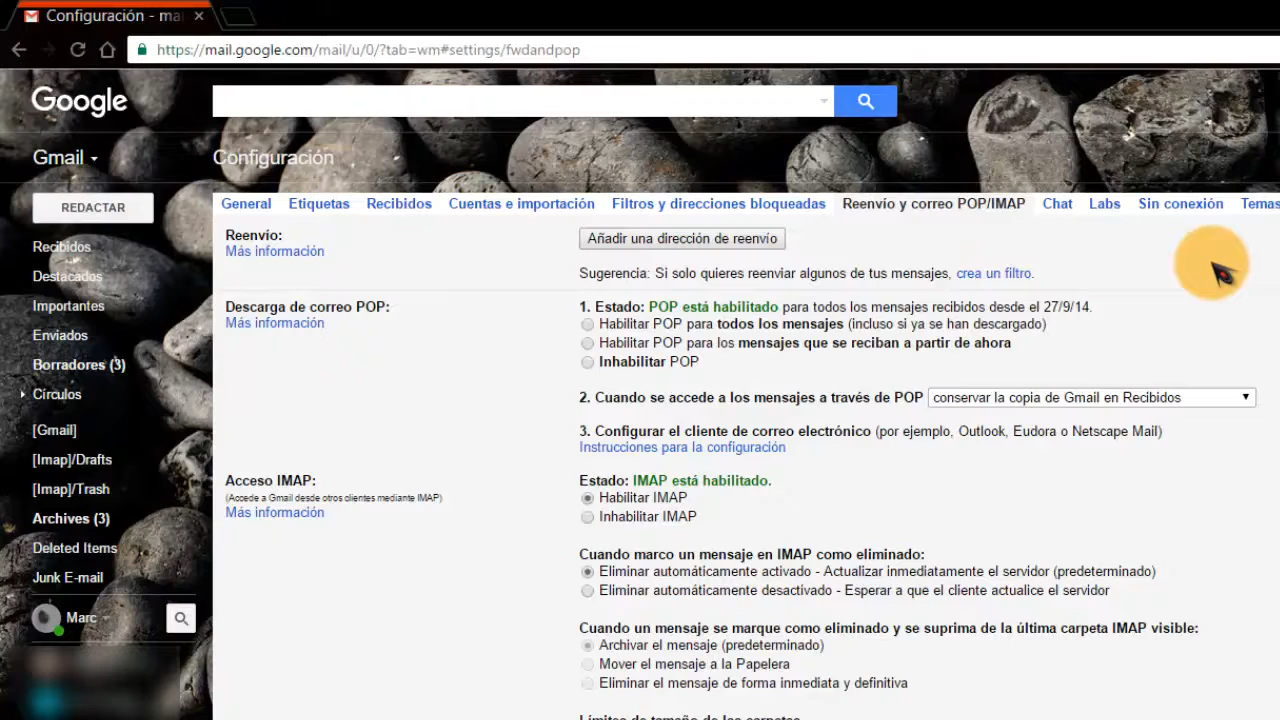 Configuración - ma
https://mail.google.com/mail/u/0/?tab=wm#settings/fwdandpop
Google
Gmail
Configuración
REDACTAR
General Etiquetas Recibidos Cuentas e importación Filtros y direcciones bloqueadas Reenvío y correo POP/IMAP Chat Labs Sin conexión Temas
Recibidos
Destacados
Importantes
Enviados
Borradores (3)
Círculos
[Gmail]
[Imap]/Drafts
[Imap]/Trash
Archives (3)
Deleted Items
Junk E-mail
Marc
Reenvío:
Más información
Añadir una dirección de reenvío
Sugerencia: Si solo quieres reenviar algunos de tus mensajes, crea un filtro.
Descarga de correo POP:
Más información
1. Estado: POP está habilitado para todos los mensajes recibidos desde el 27/9/14.
Habilitar POP para todos los mensajes (incluso si ya se han descargado)
Habilitar POP para los mensajes que se reciban a partir de ahora
Inhabilitar POP
2. Cuando se accede a los mensajes a través de POP conservar la copia de Gmail en Recibidos
3. Configurar el cliente de correo electrónico (por ejemplo, Outlook, Eudora o Netscape Mail)
Instrucciones para la configuración
Acceso IMAP:
(Accede a Gmail desde otros clientes mediante IMAP)
Más información
Estado: IMAP está habilitado.
Habilitar IMAP
Inhabilitar IMAP
Cuando marco un mensaje en IMAP como eliminado:
Eliminar automáticamente activado - Actualizar inmediatamente el servidor (predeterminado)
Eliminar automáticamente desactivado - Esperar a que el cliente actualice el servidor
Cuando un mensaje se marque como eliminado y se suprima de la última carpeta IMAP visible:
Archivar el mensaje (predeterminado)
Mover el mensaje a la Papelera
Eliminar el mensaje de forma inmediata y definitiva
Límites de tamaño de las carpetas